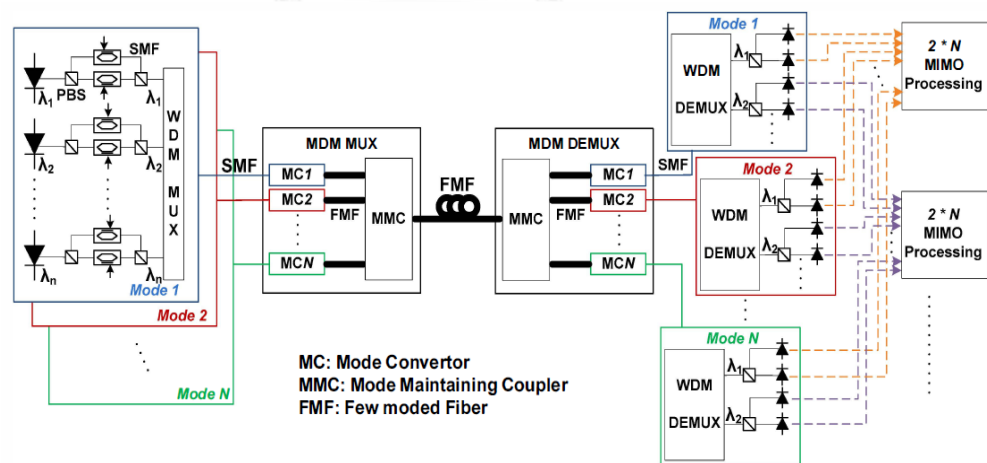 Mode 1
SMF
PBS
λ1
λ1
λ2
λ2
λn
λn
WDM MUX
Mode 1
Mode 2
Mode N
SMF
MDM MUX
MC1
MC2
MCN
FMF
MMC
FMF
MDM DEMUX
MMC
FMF
MC1
MC2
MCN
SMF
WDM
DEMUX
λ1
λ2
Mode 2
WDM
DEMUX
λ1
λ2
Mode N
WDM
DEMUX
λ1
λ2
2 * N
MIMO
Processing
2 * N
MIMO
Processing
MC: Mode Convertor
MMC: Mode Maintaining Coupler
FMF: Few moded Fiber